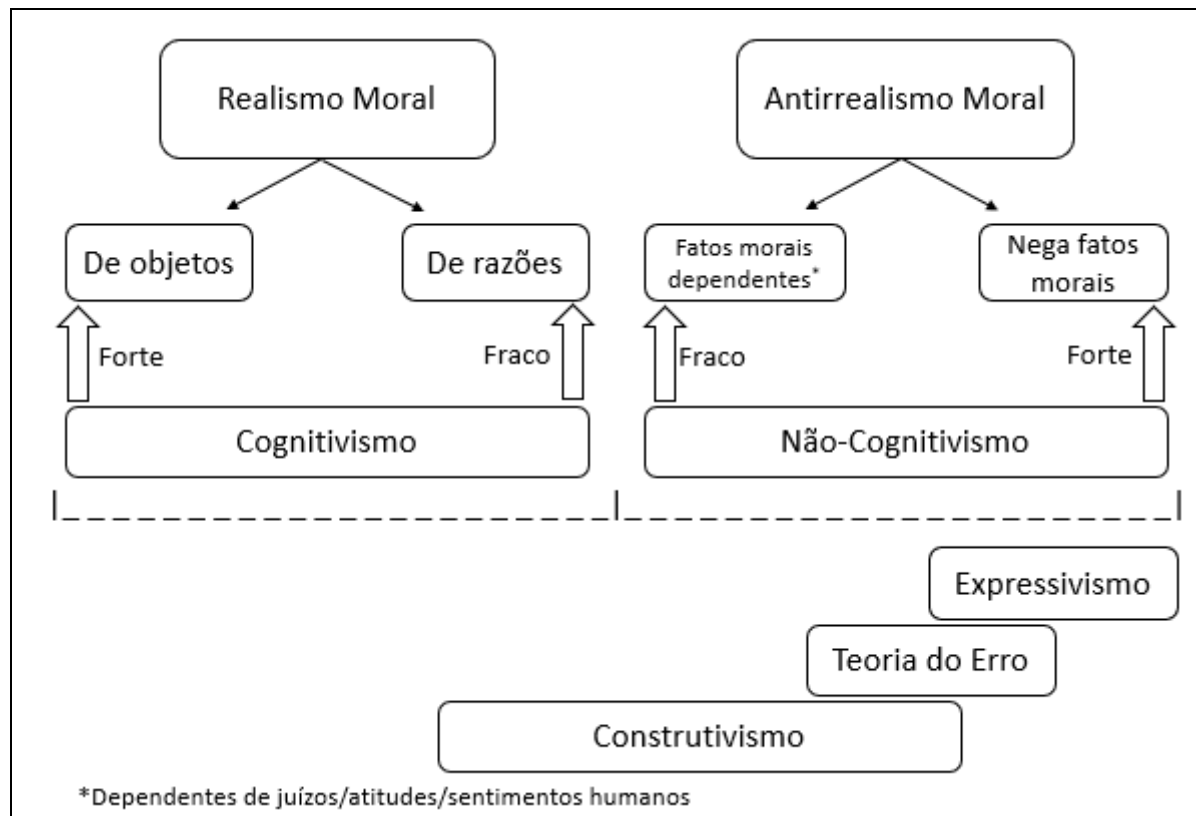 Realismo Moral
Antirrealismo Moral
De objetos
De razões
Fatos morais
dependentes*
Nega fatos
morais
Forte
Fraco
Fraco
Forte
Cognitivismo
Não-Cognitivismo
Expressivismo
Teoria do Erro
Construtivismo
*Dependentes de juízos/atitudes/sentimentos humanos